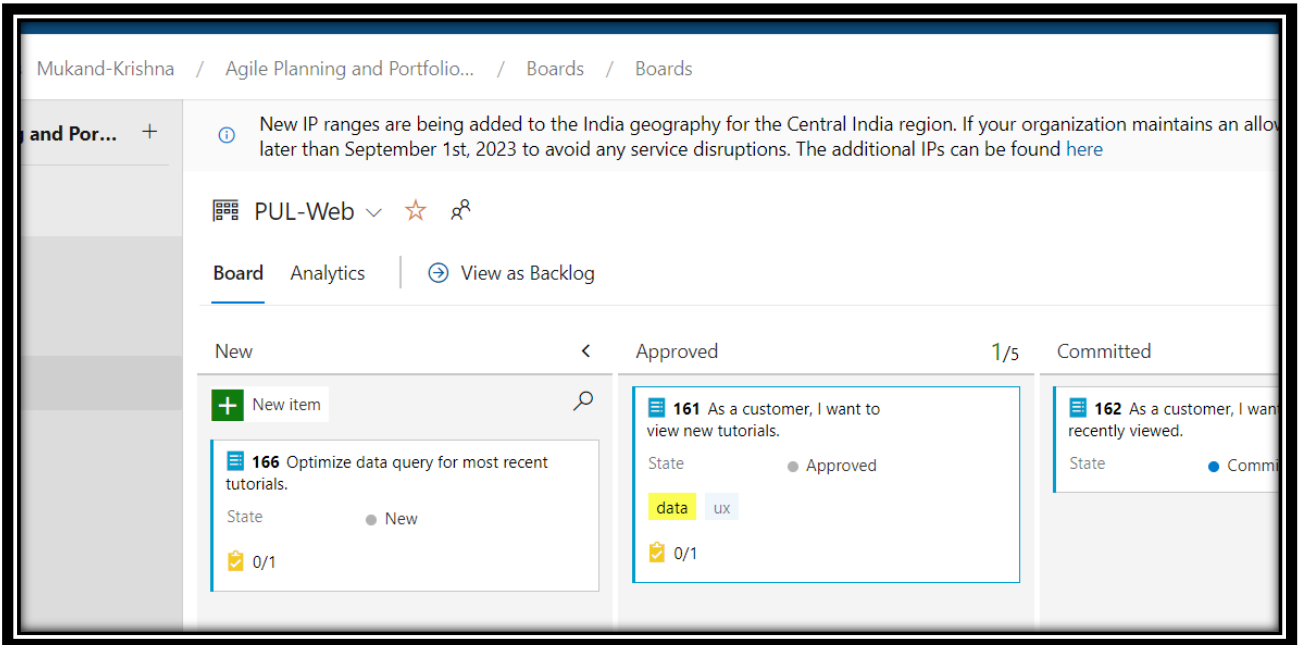 Mukand-Krishna / Agile Planning and Portfolio... / Boards / Boards
and Por... +
New IP ranges are being added to the India geography for the Central India region. If your organization maintains an
later than September 1st, 2023 to avoid any service disruptions. The additional IPs can be found here
PUL-Web
Board Analytics View as Backlog
New
New item
166 Optimize data query for most recent
tutorials.
State New
0/1
Approved 1/5
161 As a customer, I want to
view new tutorials.
State Approved
data ux
0/1
Committed
162 As a customer, I want
recently viewed.
State